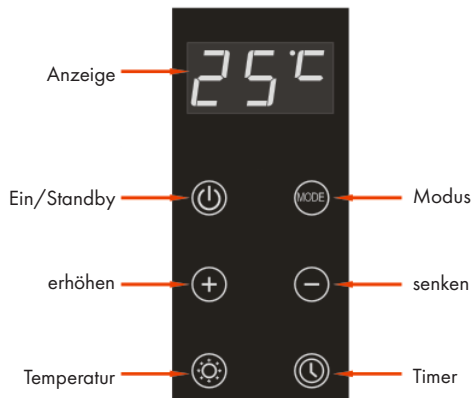 25°C
Anzeige
Ein/Standby
MODE
Modus
erhöhen
senken
Temperatur
Timer